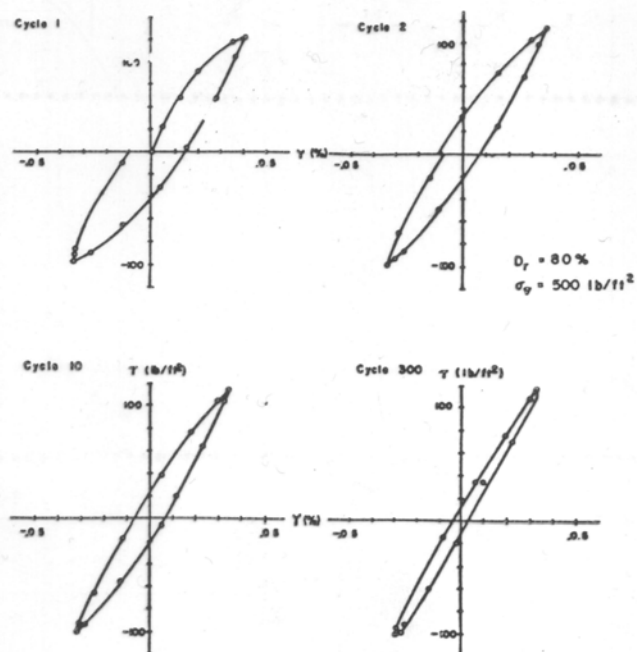 Cycle 1
Cycle 2
100
100
-.05
γ (%)
.05
-.05
.05
-100
-100
Dr = 80 %
σv = 500 lb/ft²
Cycle 10
τ (lb/ft²)
Cycle 300
τ (lb/ft²)
100
100
-.05
γ (%)
.05
-.05
.05
-100
-100